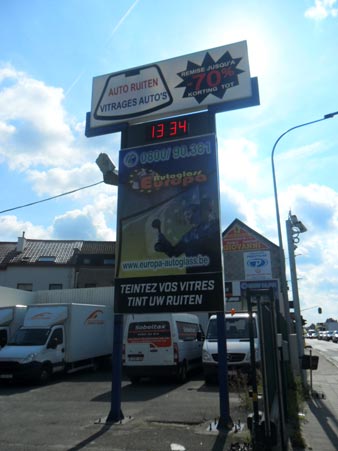 AUTO RUITEN
VITRAGES AUTO'S
REMISE JUSQU'A
-70%
KORTING TOT
13 34
0800/90.361
Autoglass
Europa
www.europa-autoglass.be
TEINTEZ VOS VITRES
TINT UW RUITEN
Sobeltax